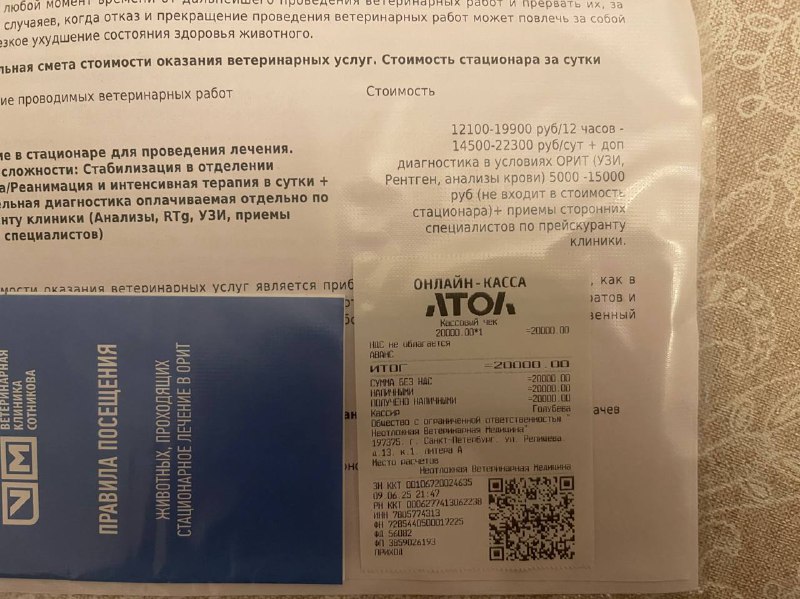 любой момент времени от дальнейшего проведения ветеринарных работ и прервать их, за
случаев, когда отказ и прекращение проведения ветеринарных работ может повлечь за собой
ухудшение состояния здоровья животного.
смета стоимости оказания ветеринарных услуг. Стоимость стационара за сутки
проводимых ветеринарных работ
Стоимость
в стационаре для проведения лечения.
сложности: Стабилизация в отделении
/Реанимация и интенсивная терапия в сутки +
диагностика оплачиваемая отдельно по
клиники (Анализы, RTg, УЗИ, приемы
специалистов)
12100-19900 руб/12 часов -
14500-22300 руб/сут + доп
диагностика в условиях ОРИТ (УЗИ,
Рентген, анализы крови) 5000 -15000
руб (не входит в стоимость
стационара)+ приемы сторонних
специалистов по прейскуранту
клиники.
оказания ветеринарных услуг является
, как в
ПРАВИЛА ПОСЕЩЕНИЯ
ЖИВОТНЫХ, ПРОХОДЯЩИХ
СТАЦИОНАРНОЕ ЛЕЧЕНИЕ В ОРИТ
ВЕТЕРИНАРНАЯ
КЛИНИКА
СОТНИКОВА
ОНЛАЙН-КАССА
АТОЛ
Кассовый чек
20000.00*1 =20000.00
НДС не облагается
АВАНС
ИТОГ =20000.00
СУММА БЕЗ НДС =20000.00
НАЛИЧНЫМИ =20000.00
ПОЛУЧЕНО НАЛИЧНЫМИ =20000.00
Кассир Голубева
Общество с ограниченной ответственностью "
Неотложная Ветеринарная Медицина"
197375, г. Санкт-Петербург, ул. Репищева
д.13, к.1, литера А
Место расчетов
Неотложная Ветеринарная Медицина
ЗН ККТ 00106720024635
09.06.25 21:47
РН ККТ 0006277413062238
ИНН 7805774313
ФН 7285440500017225
ФД 56082
ФП 3859026193
ПРИХОД